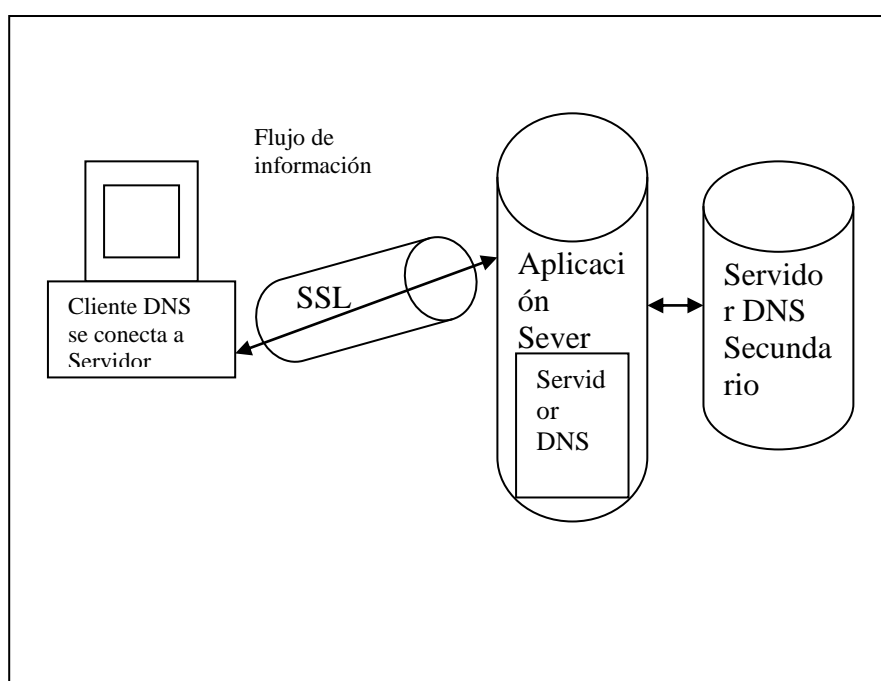 Flujo de
información
Cliente DNS
se conecta a
Servidor
SSL
Aplicaci
ón
Sever
Servid
or
DNS
Servido
r DNS
Secunda
rio